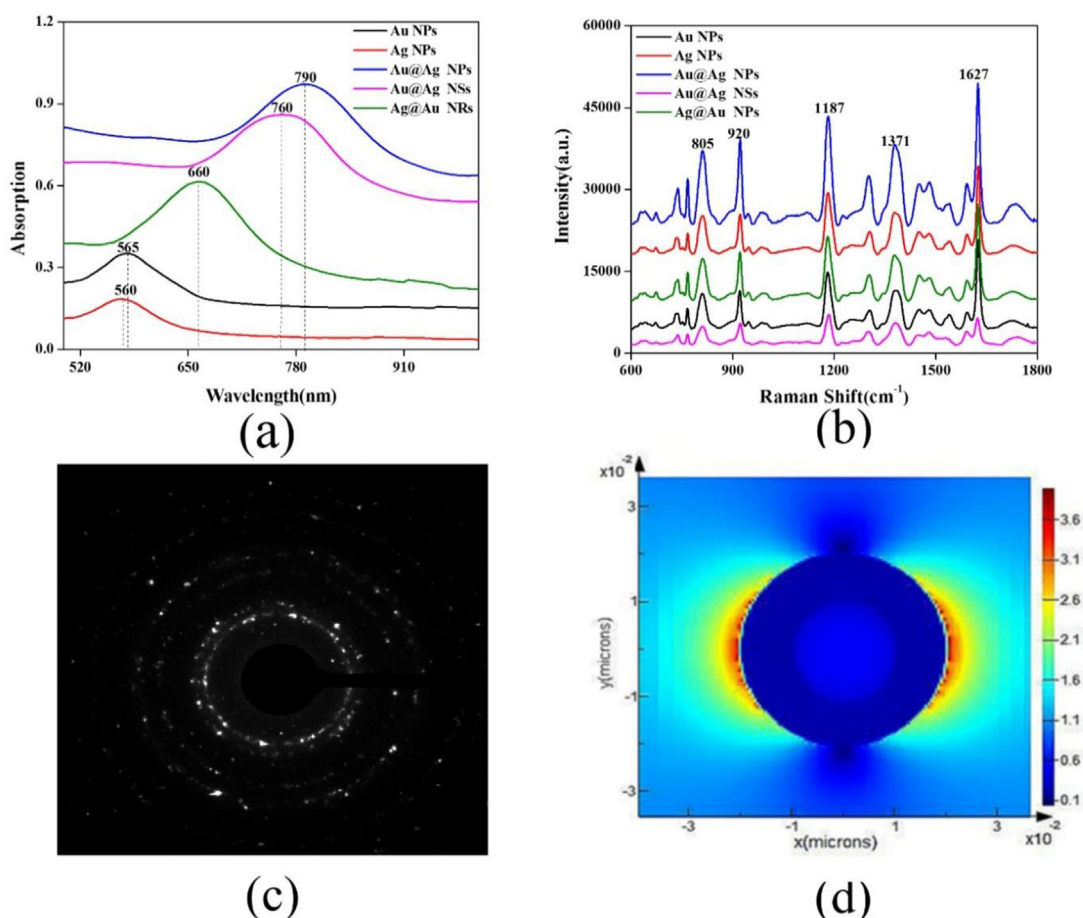 1.2
0.9
0.6
0.3
0.0
Absorption
Au NPs
Ag NPs
Au@Ag NPs
Au@Ag NSs
Ag@Au NRs
790
760
660
565
560
520 650 780 910
Wavelength(nm)
(a)
60000
45000
30000
15000
0
Intensity(a.u.)
Au NPs
Ag NPs
Au@Ag NPs
Au@Ag NSs
Ag@Au NPs
805
920
1187
1371
1627
600 900 1200 1500 1800
Raman Shift(cm-1)
(b)
(c)
x10-2
3
1
-1
-3
y(microns)
-3 -1 1 3
x(microns)
x10-2
3.6
3.1
2.6
2.1
1.6
1.1
0.6
0.1
(d)